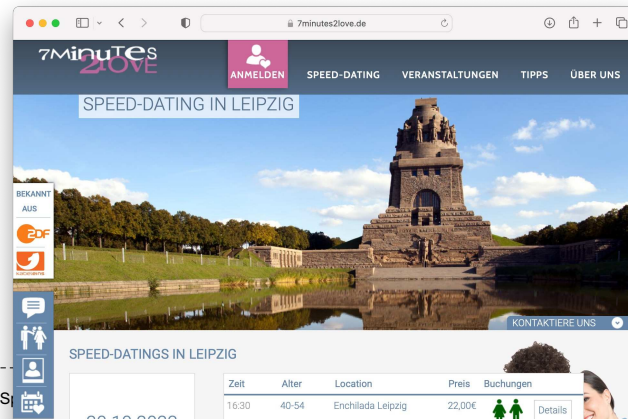 7minutes2love.de
7MinuTes
2LOVE
ANMELDEN
SPEED-DATING
VERANSTALTUNGEN
TIPPS
ÜBER UNS
SPEED-DATING IN LEIPZIG
BEKANNT
AUS
ZDF
KONTAKTIERE UNS
SPEED-DATINGS IN LEIPZIG
Zeit Alter Location Preis Buchungen
16:30 40-54 Enchilada Leipzig 22,00€ Details